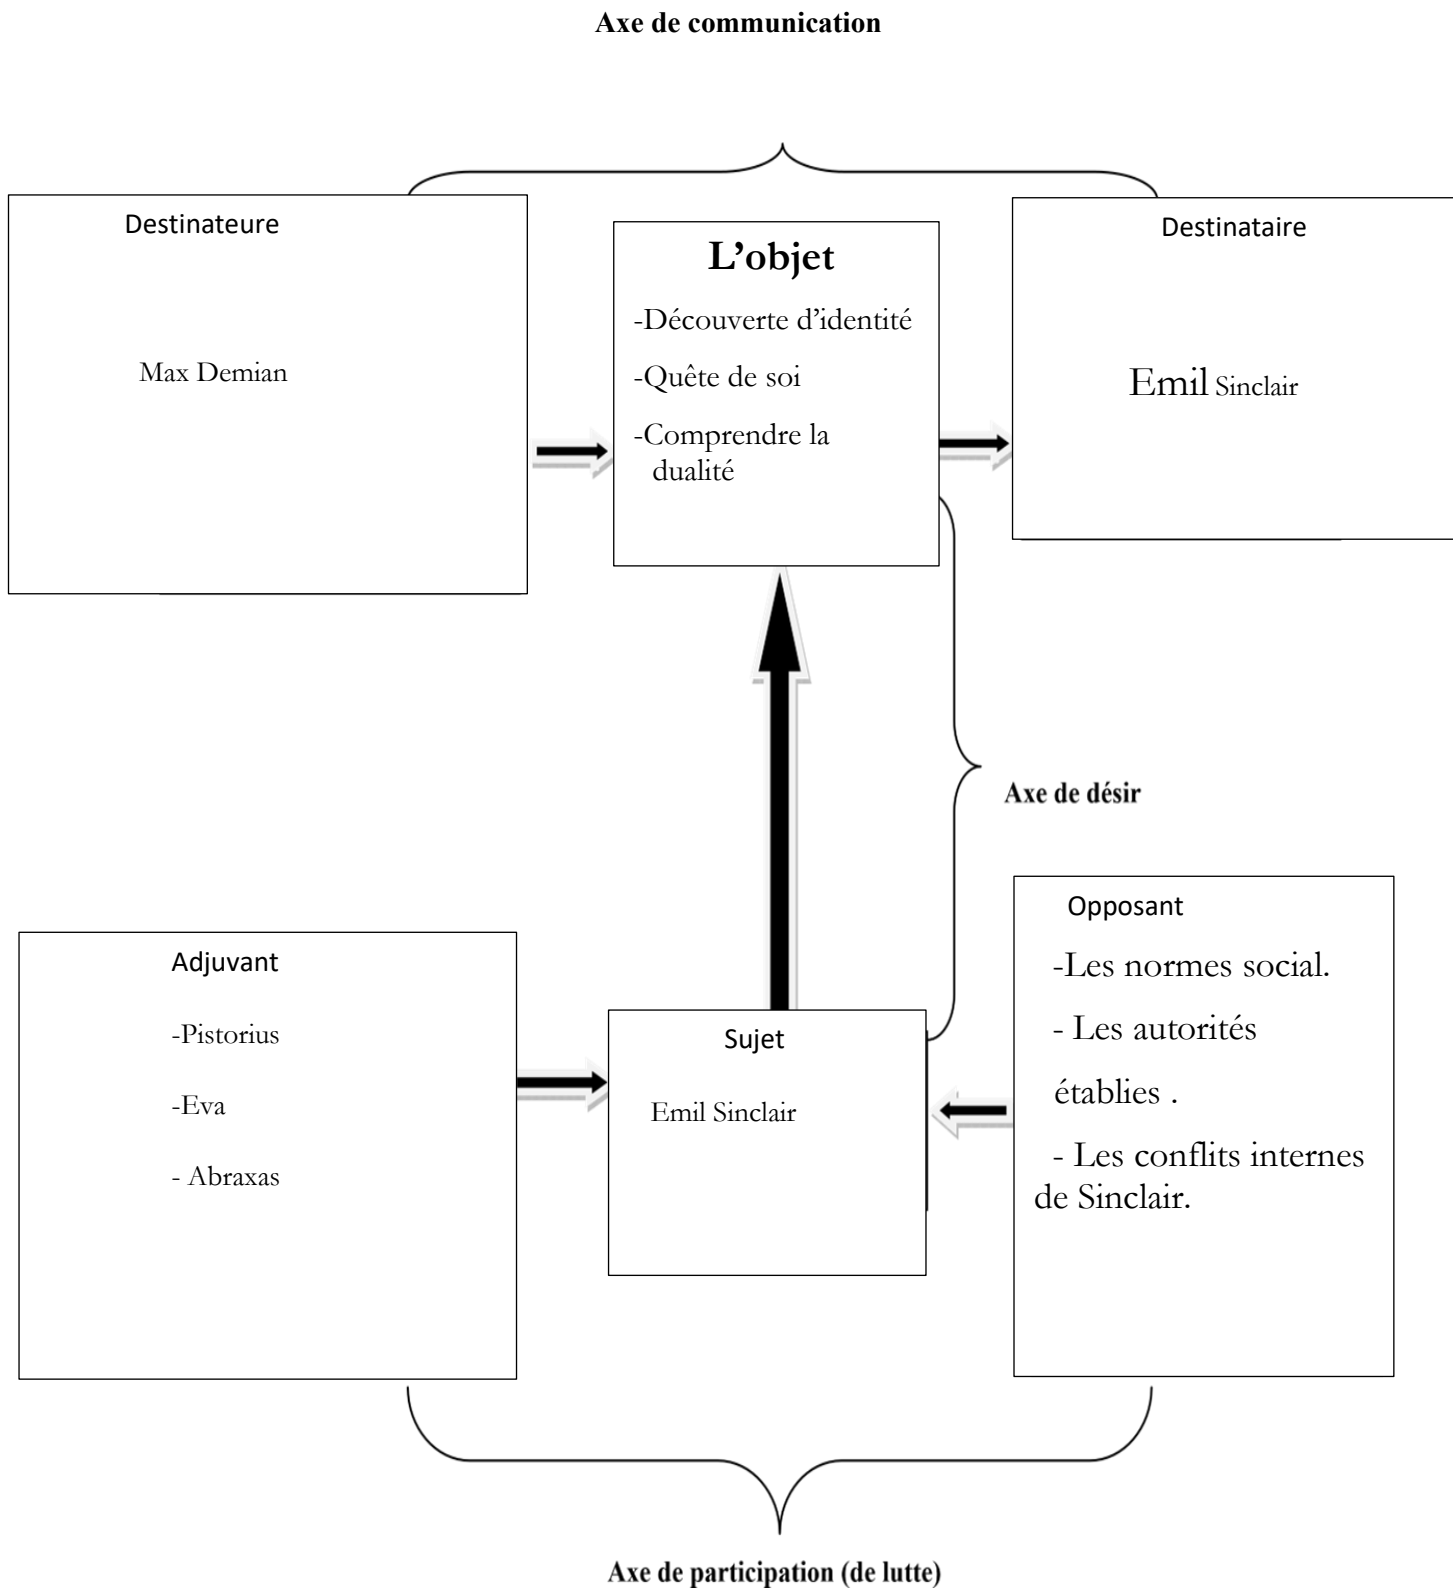 Axe de communication
Destinateure
Max Demian
L'objet
-Découverte d'identité
-Quête de soi
-Comprendre la
dualité
Destinataire
Emil Sinclair
Axe de désir
Adjuvant
-Pistorius
-Eva
- Abraxas
Sujet
Emil Sinclair
Opposant
-Les normes social.
- Les autorités
établies .
- Les conflits internes
de Sinclair.
Axe de participation (de lutte)